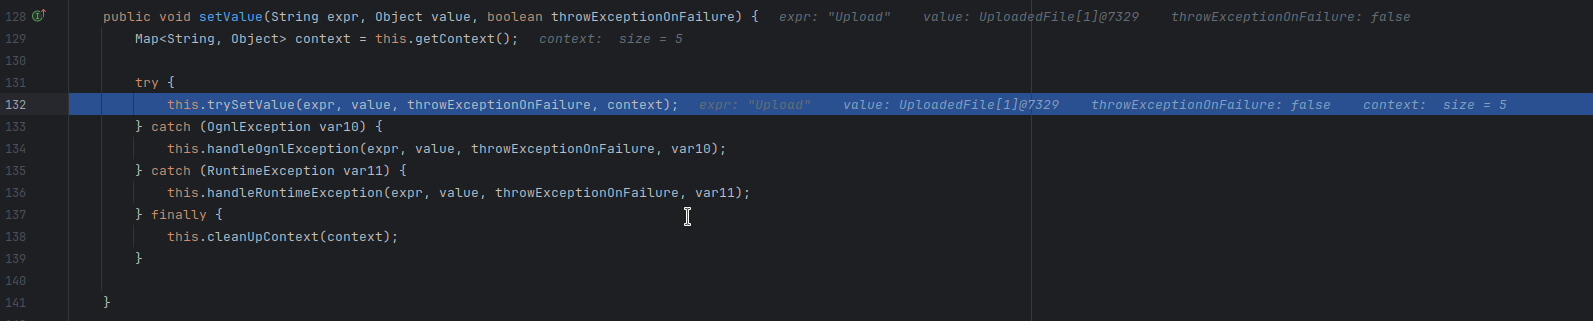 128 public void setValue(String expr, Object value, boolean throwExceptionOnFailure) { expr: "Upload" value: UploadedFile[1]@7329 throwExceptionOnFailure: false
129 Map<String, Object> context = this.getContext(); context: size = 5
130
131 try {
132 this.trySetValue(expr, value, throwExceptionOnFailure, context); expr: "Upload" value: UploadedFile[1]@7329 throwExceptionOnFailure: false context: size = 5
133 } catch (OgnlException var10) {
134 this.handleOgnlException(expr, value, throwExceptionOnFailure, var10);
135 } catch (RuntimeException var11) {
136 this.handleRuntimeException(expr, value, throwExceptionOnFailure, var11);
137 } finally {
138 this.cleanUpContext(context);
139 }
140
141 }